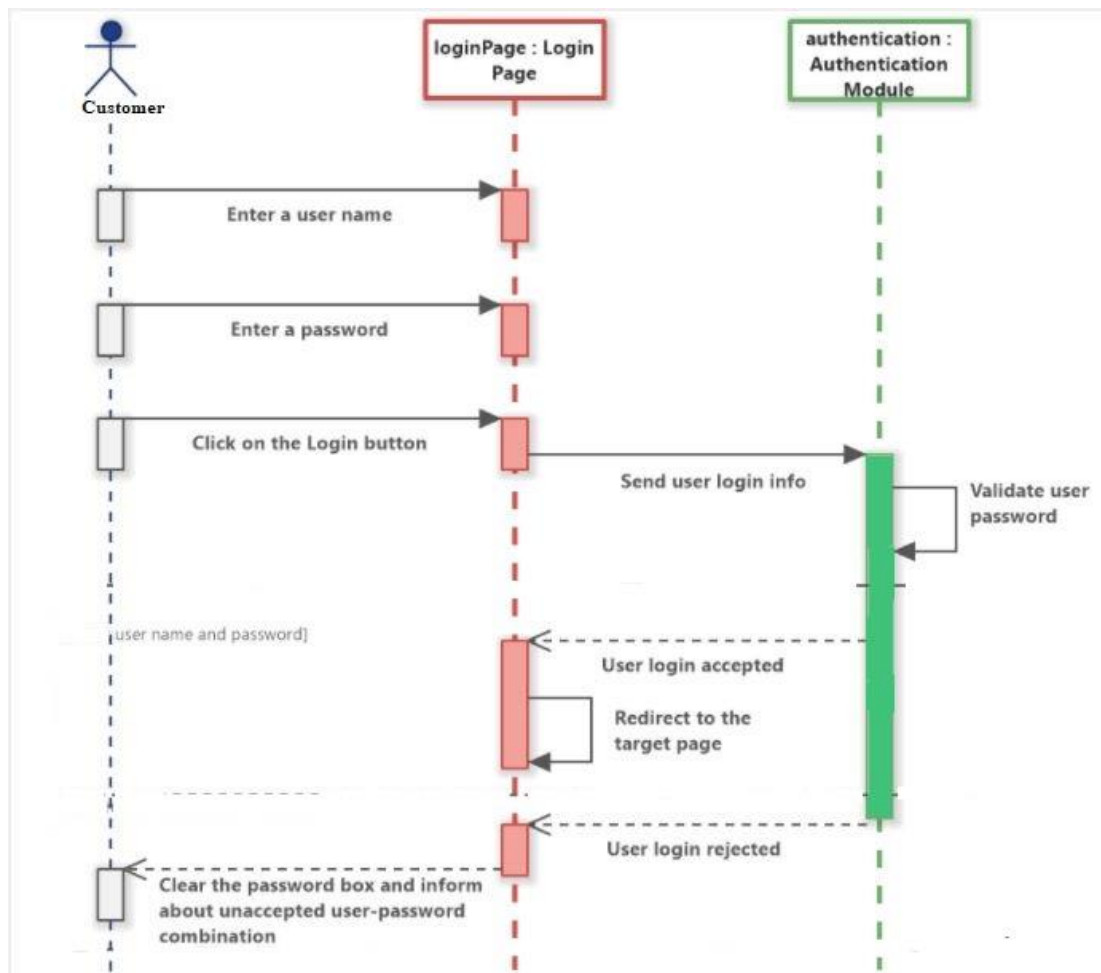 Customer
loginPage : Login
Page
authentication :
Authentication
Module
Enter a user name
Enter a password
Click on the Login button
Send user login info
Validate user
password
user name and password]
User login accepted
Redirect to the
target page
User login rejected
Clear the password box and inform
about unaccepted user-password
combination